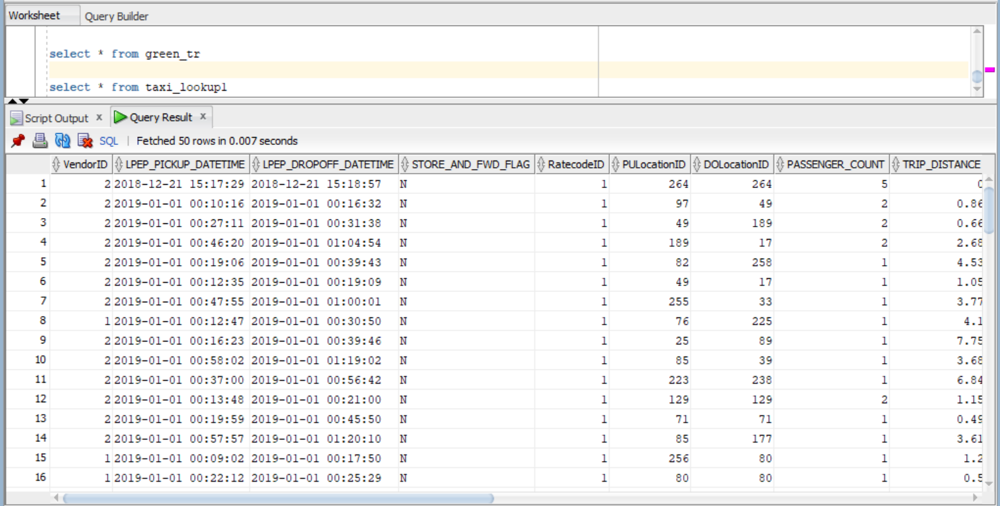 Worksheet Query Builder
select * from green_tr
select * from taxi_lookup1
Script Output x Query Result x
SQL | Fetched 50 rows in 0.007 seconds
VendorID LPEP_PICKUP_DATETIME LPEP_DROPOFF_DATETIME STORE_AND_FWD_FLAG RatecodeID PULocationID DOLocationID PASSENGER_COUNT TRIP_DISTANCE
1 2 2018-12-21 15:17:29 2018-12-21 15:18:57 N 1 264 264 5 0
2 2 2019-01-01 00:10:16 2019-01-01 00:16:32 N 1 97 49 2 0.86
3 2 2019-01-01 00:27:11 2019-01-01 00:31:38 N 1 49 189 2 0.66
4 2 2019-01-01 00:46:20 2019-01-01 01:04:54 N 1 189 17 2 2.68
5 2 2019-01-01 00:19:06 2019-01-01 00:39:43 N 1 82 258 1 4.53
6 2 2019-01-01 00:12:35 2019-01-01 00:19:09 N 1 49 17 1 1.05
7 2 2019-01-01 00:47:55 2019-01-01 01:00:01 N 1 255 33 1 3.77
8 1 2019-01-01 00:12:47 2019-01-01 00:30:50 N 1 76 225 1 4.1
9 2 2019-01-01 00:16:23 2019-01-01 00:39:46 N 1 25 89 1 7.75
10 2 2019-01-01 00:58:02 2019-01-01 01:19:02 N 1 85 39 1 3.68
11 2 2019-01-01 00:37:00 2019-01-01 00:56:42 N 1 223 238 1 6.84
12 2 2019-01-01 00:13:48 2019-01-01 00:21:00 N 1 129 129 2 1.15
13 2 2019-01-01 00:19:59 2019-01-01 00:45:50 N 1 71 71 1 0.49
14 2 2019-01-01 00:57:57 2019-01-01 01:20:10 N 1 85 177 1 3.61
15 1 2019-01-01 00:09:02 2019-01-01 00:17:50 N 1 256 80 1 1.2
16 1 2019-01-01 00:22:12 2019-01-01 00:25:29 N 1 80 80 1 0.5